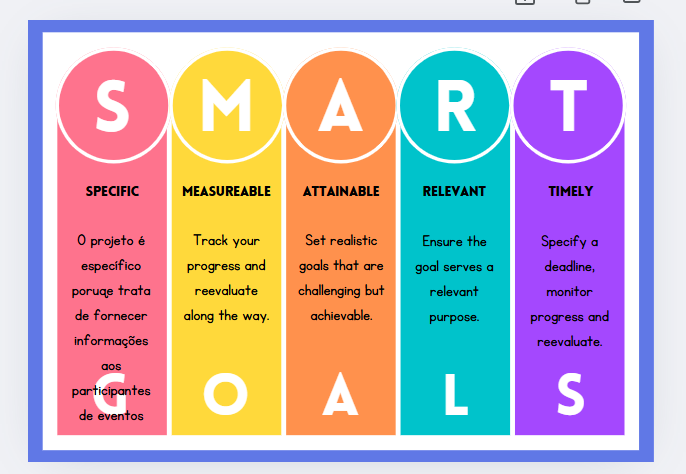 S M A R T
SPECIFIC
O projeto é
específico
poruqe trata
de fornecer
informações
aos
participantes
de eventos
G
MEASUREABLE
Track your
progress and
reevaluate
along the way.
O
ATTAINABLE
Set realistic
goals that are
challenging but
achievable.
A
RELEVANT
Ensure the
goal serves a
relevant
purpose.
L
TIMELY
Specify a
deadline,
monitor
progress and
reevaluate.
S